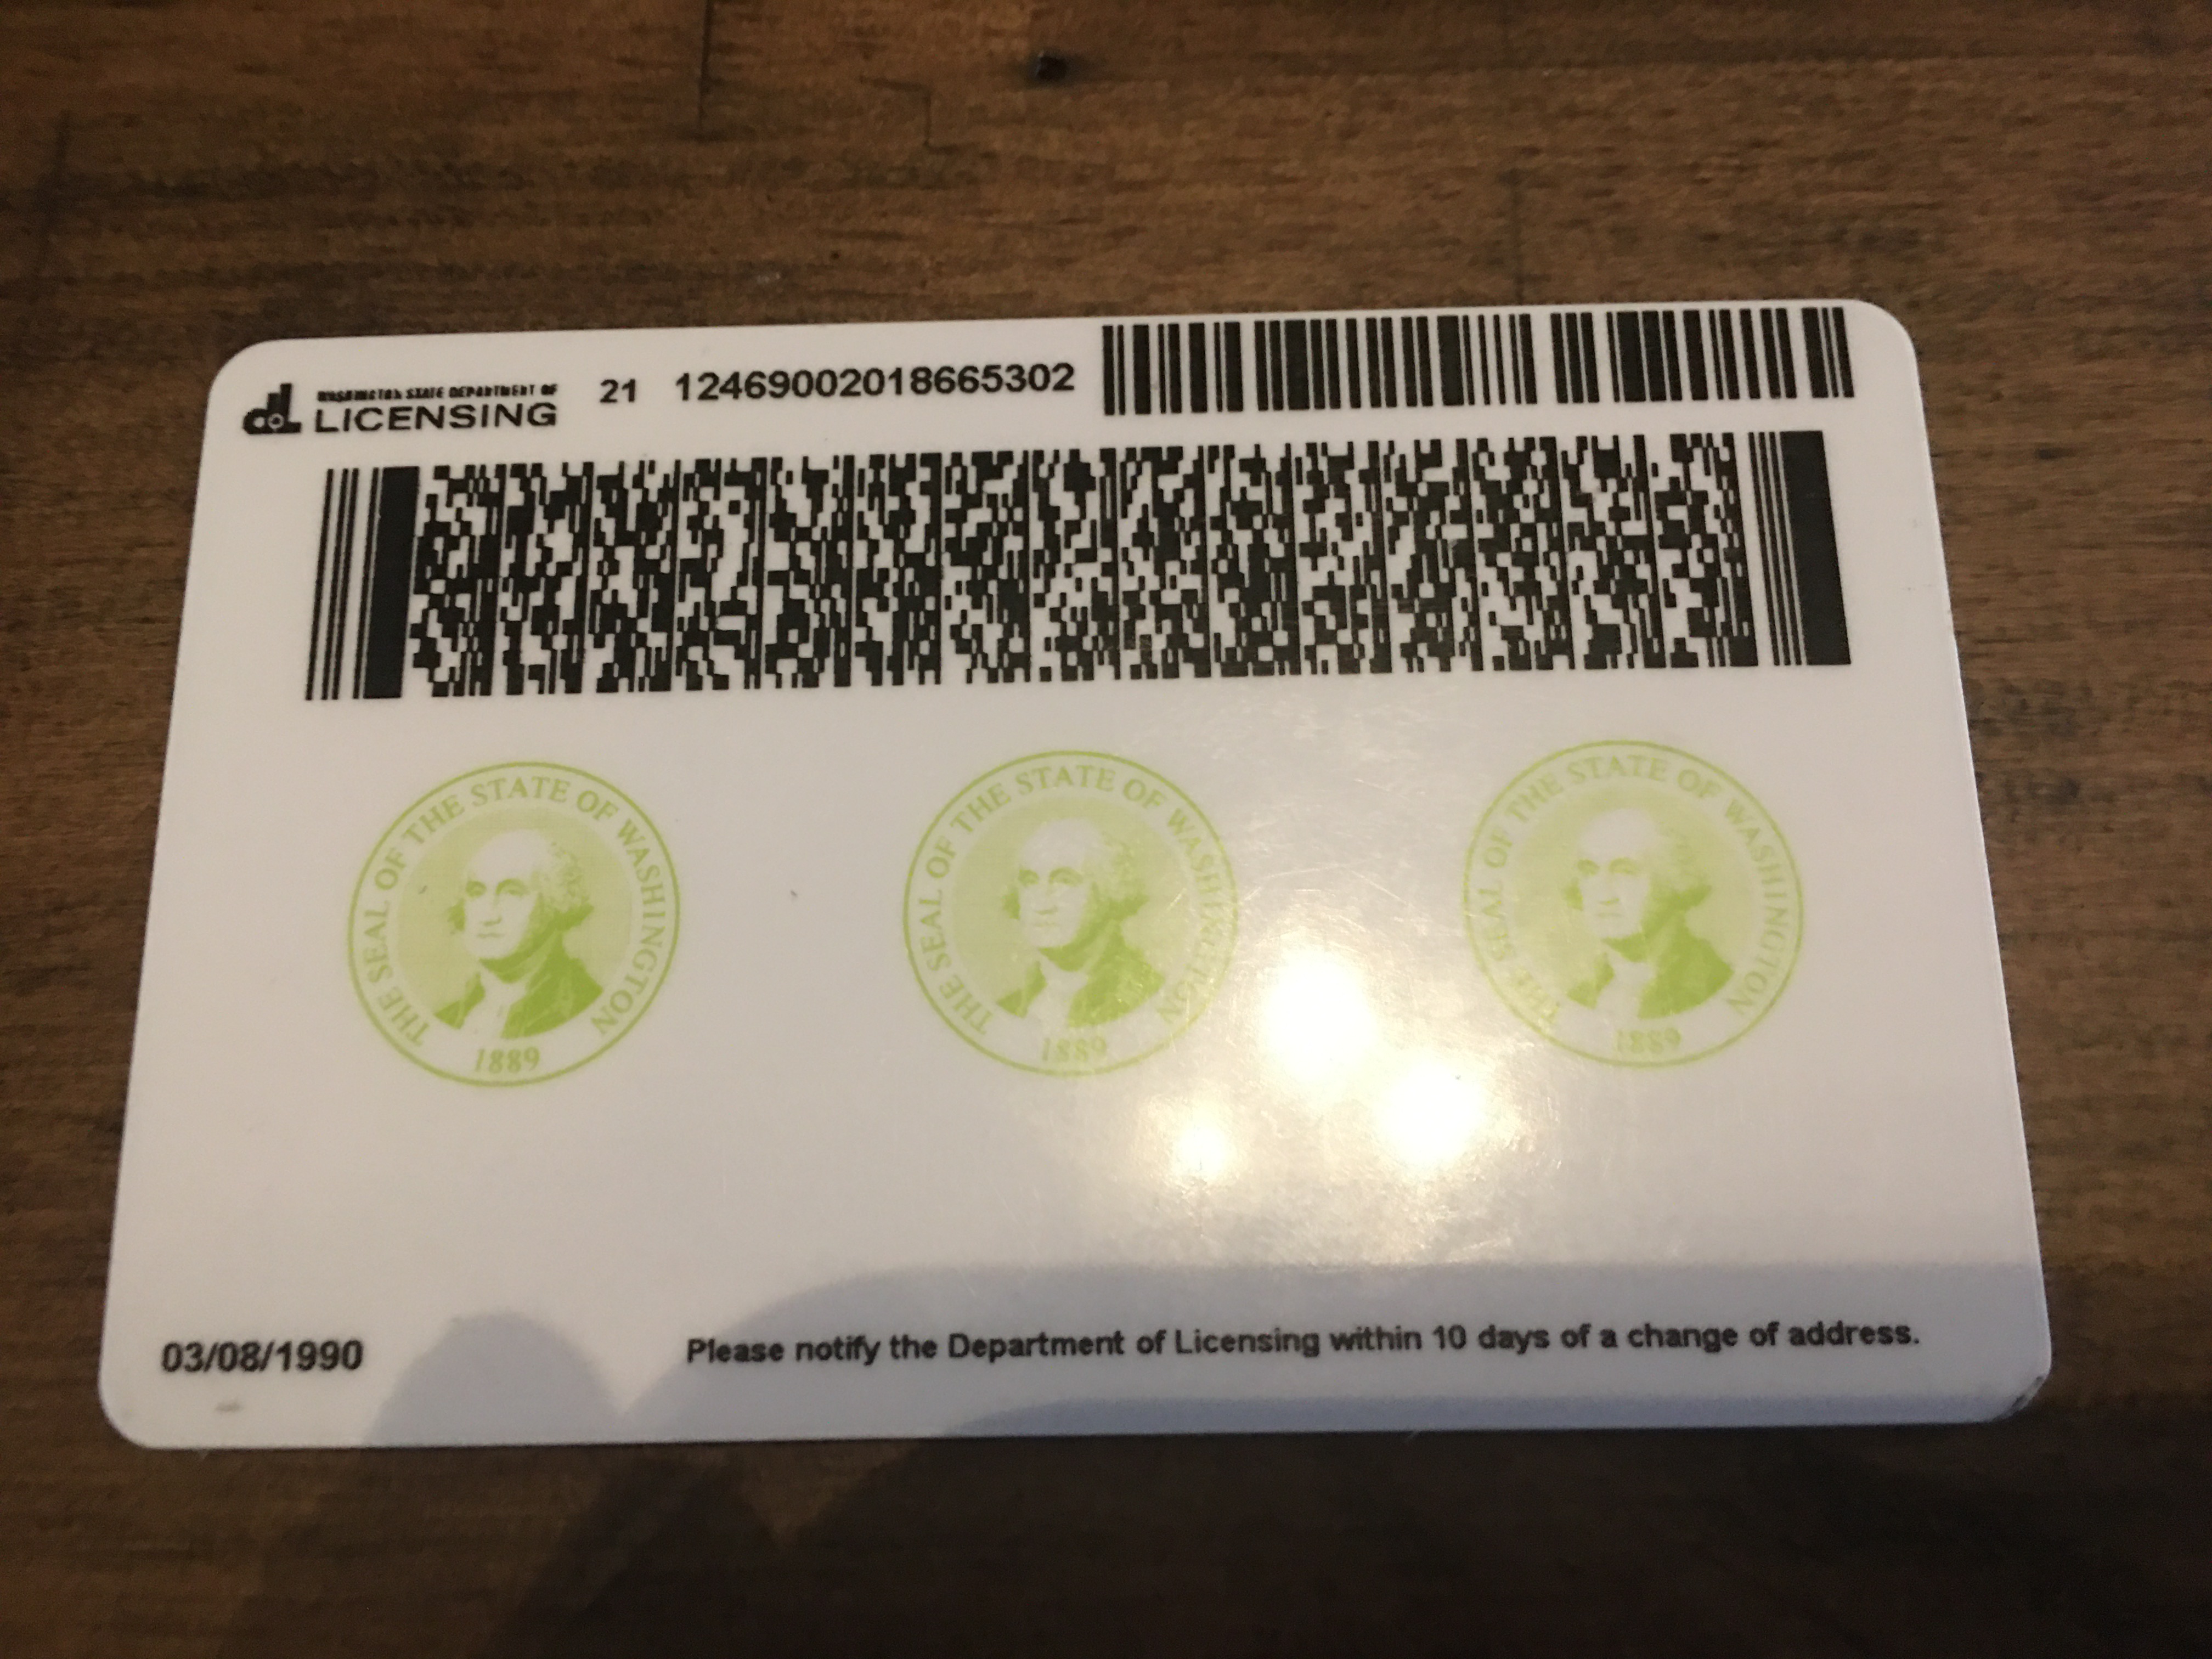 WASHINGTON STATE DEPARTMENT OF
dol LICENSING 21 12469002018665302
THE SEAL OF THE STATE OF WASHINGTON
1889
THE SEAL OF THE STATE OF WASHINGTON
1889
THE SEAL OF THE STATE OF WASHINGTON
1889
03/08/1990 Please notify the Department of Licensing within 10 days of a change of address.